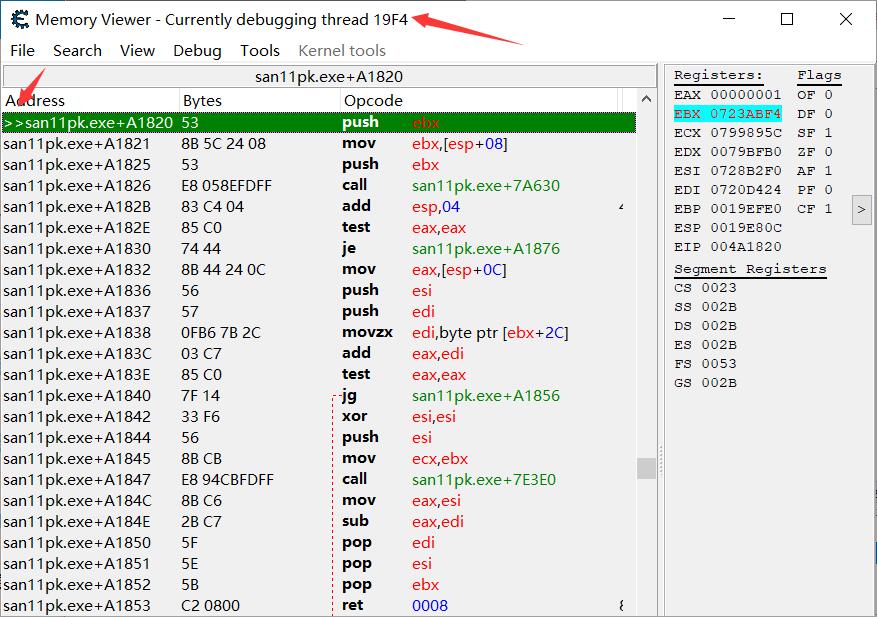 Memory Viewer - Currently debugging thread 19F4
File Search View Debug Tools Kernel tools
san11pk.exe+A1820
Address Bytes Opcode
>>san11pk.exe+A1820 53 push ebx
san11pk.exe+A1821 8B 5C 24 08 mov ebx,[esp+08]
san11pk.exe+A1825 53 push ebx
san11pk.exe+A1826 E8 058EFDFF call san11pk.exe+7A630
san11pk.exe+A182B 83 C4 04 add esp,04
san11pk.exe+A182E 85 C0 test eax,eax
san11pk.exe+A1830 74 44 je san11pk.exe+A1876
san11pk.exe+A1832 8B 44 24 0C mov eax,[esp+0C]
san11pk.exe+A1836 56 push esi
san11pk.exe+A1837 57 push edi
san11pk.exe+A1838 0FB6 7B 2C movzx edi,byte ptr [ebx+2C]
san11pk.exe+A183C 03 C7 add eax,edi
san11pk.exe+A183E 85 C0 test eax,eax
san11pk.exe+A1840 7F 14 jg san11pk.exe+A1856
san11pk.exe+A1842 33 F6 xor esi,esi
san11pk.exe+A1844 56 push esi
san11pk.exe+A1845 8B CB mov ecx,ebx
san11pk.exe+A1847 E8 94CBFDFF call san11pk.exe+7E3E0
san11pk.exe+A184C 8B C6 mov eax,esi
san11pk.exe+A184E 2B C7 sub eax,edi
san11pk.exe+A1850 5F pop edi
san11pk.exe+A1851 5E pop esi
san11pk.exe+A1852 5B pop ebx
san11pk.exe+A1853 C2 0800 ret 0008
Registers: Flags
EAX 00000001 OF 0
EBX 0723ABF4 DF 0
ECX 0799895C SF 1
EDX 0079BFB0 ZF 0
ESI 0728B2F0 AF 1
EDI 0720D424 PF 0
EBP 0019EFE0 CF 1
ESP 0019E80C
EIP 004A1820
>
Segment Registers
CS 0023
SS 002B
DS 002B
ES 002B
FS 0053
GS 002B